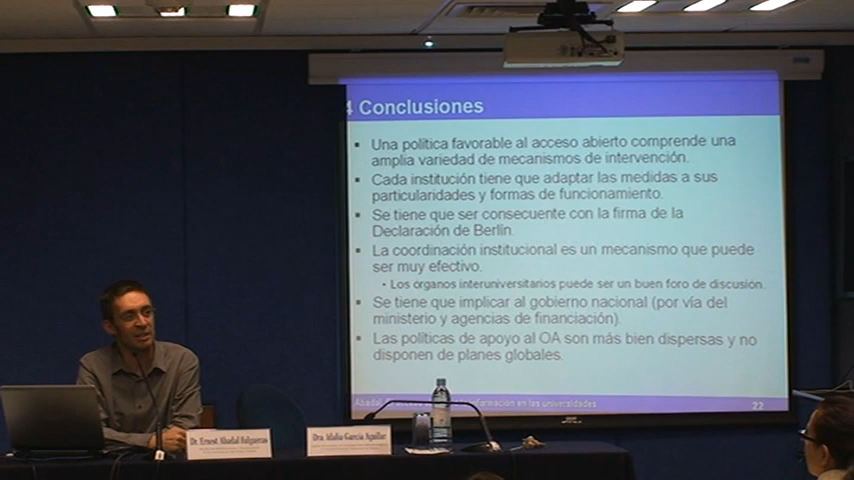 4 Conclusiones
Una política favorable al acceso abierto comprende una
amplia variedad de mecanismos de intervención.
Cada institución tiene que adaptar las medidas a sus
particularidades y formas de funcionamiento.
Se tiene que ser consecuente con la firma de la
Declaración de Berlín.
La coordinación institucional es un mecanismo que puede
ser muy efectivo.
Los órganos interuniversitarios puede ser un buen foro de discusión.
Se tiene que implicar al gobierno nacional (por vía del
ministerio y agencias de financiación).
Las políticas de apoyo al OA son más bien dispersas y no
disponen de planes globales.
Abadal, en las universidades
22
Dr. Ernest Abadal Falgueras
Dra. Idalia García Aguilar